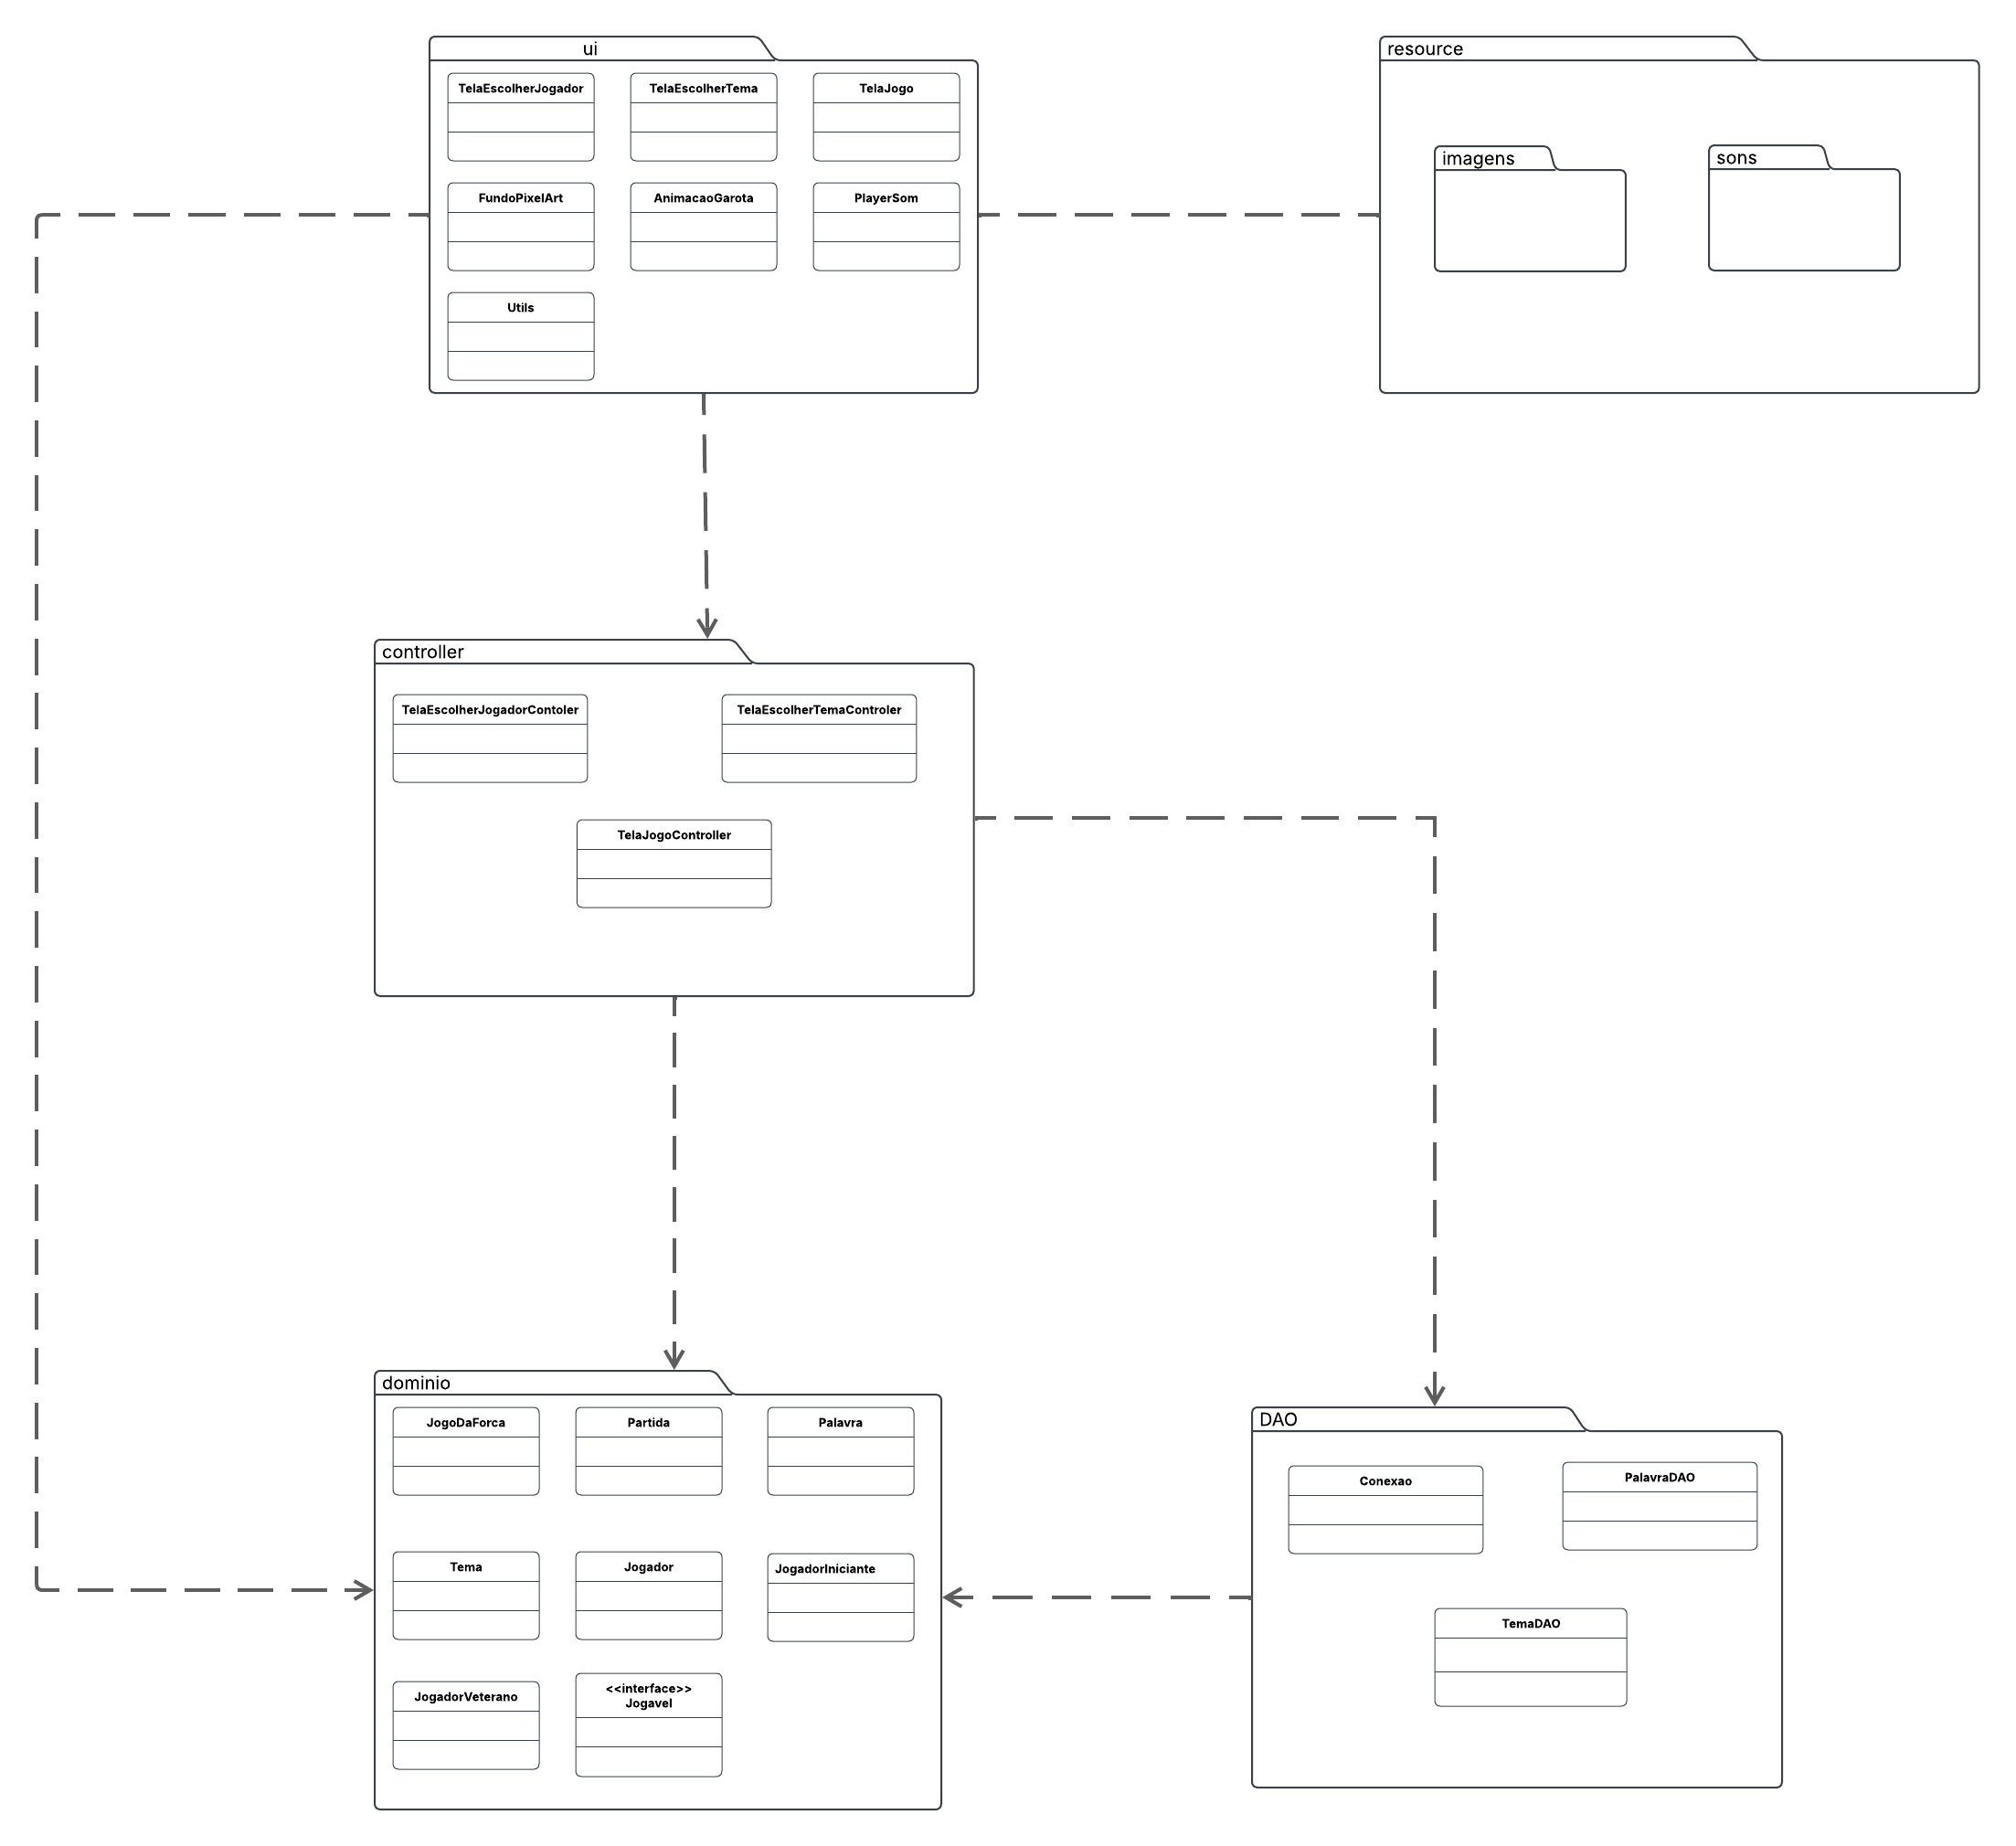 ui
TelaEscolherJogador
TelaEscolherTema
TelaJogo
FundoPixelArt
AnimacaoGarota
PlayerSom
Utils
resource
imagens
sons
controller
TelaEscolherJogadorContoler
TelaEscolherTemaControler
TelaJogoController
dominio
JogoDaForca
Partida
Palavra
Tema
Jogador
JogadorIniciante
JogadorVeterano
<<interface>>
Jogavel
DAO
Conexao
PalavraDAO
TemaDAO